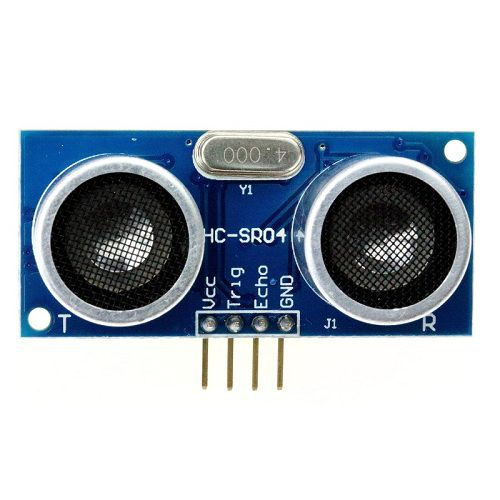 4.000
Y1
HC-SR04
Vcc
Trig
Echo
GND
T
J1
R